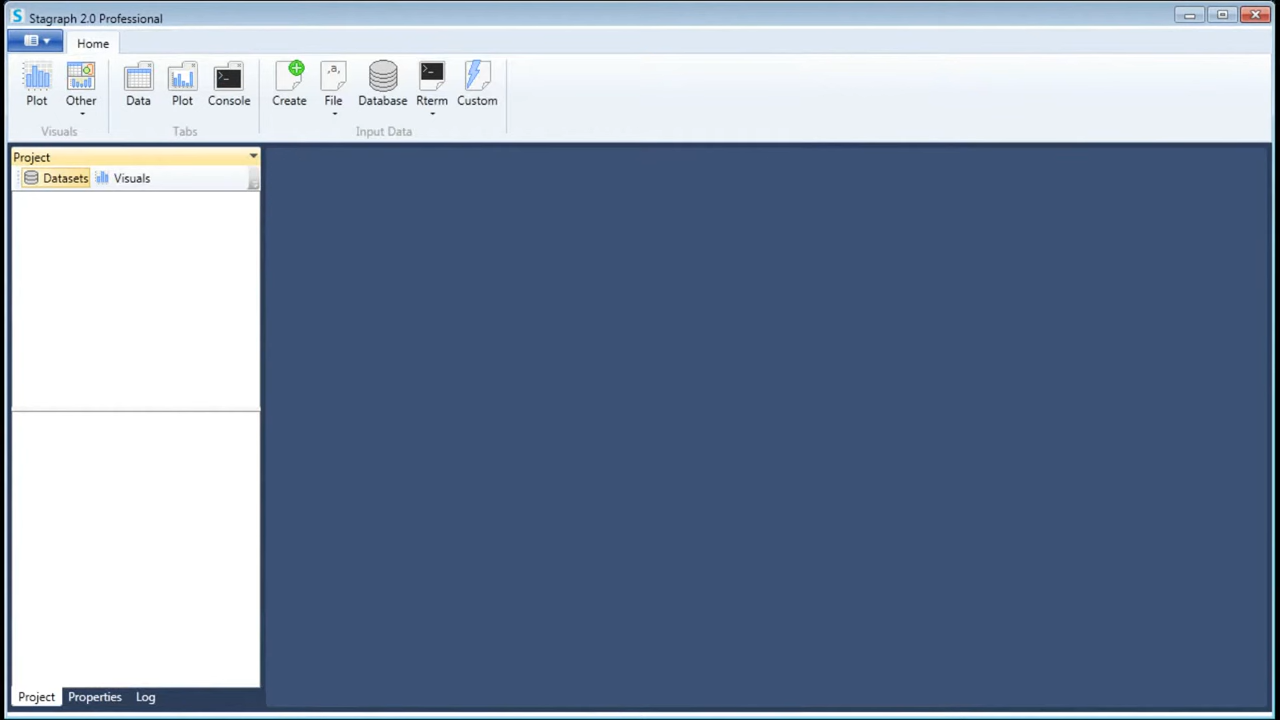 Stagraph 2.0 Professional
Home
Plot Other Data Plot Console Create File Database Rterm Custom
Visuals Tabs Input Data
Project
Datasets Visuals
Project Properties Log